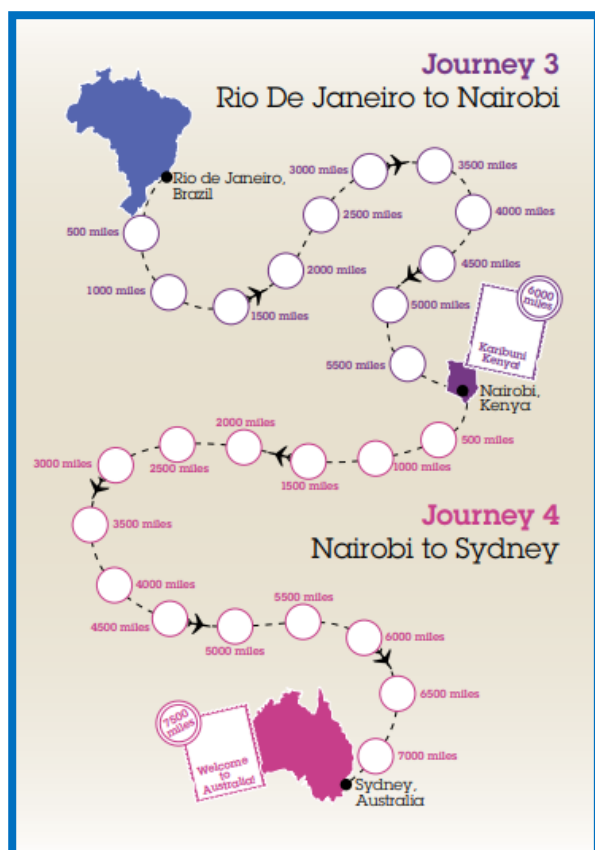 Journey 3
Rio De Janeiro to Nairobi
Rio de Janeiro,
Brazil
500 miles
1000 miles
1500 miles
2000 miles
2500 miles
3000 miles
3500 miles
4000 miles
4500 miles
5000 miles
5500 miles
6000
miles
Karibuni
Kenya!
Nairobi,
Kenya
Journey 4
Nairobi to Sydney
500 miles
1000 miles
1500 miles
2000 miles
2500 miles
3000 miles
3500 miles
4000 miles
4500 miles
5000 miles
5500 miles
6000 miles
6500 miles
7000 miles
7500
miles
Welcome
to
Australia!
Sydney,
Australia